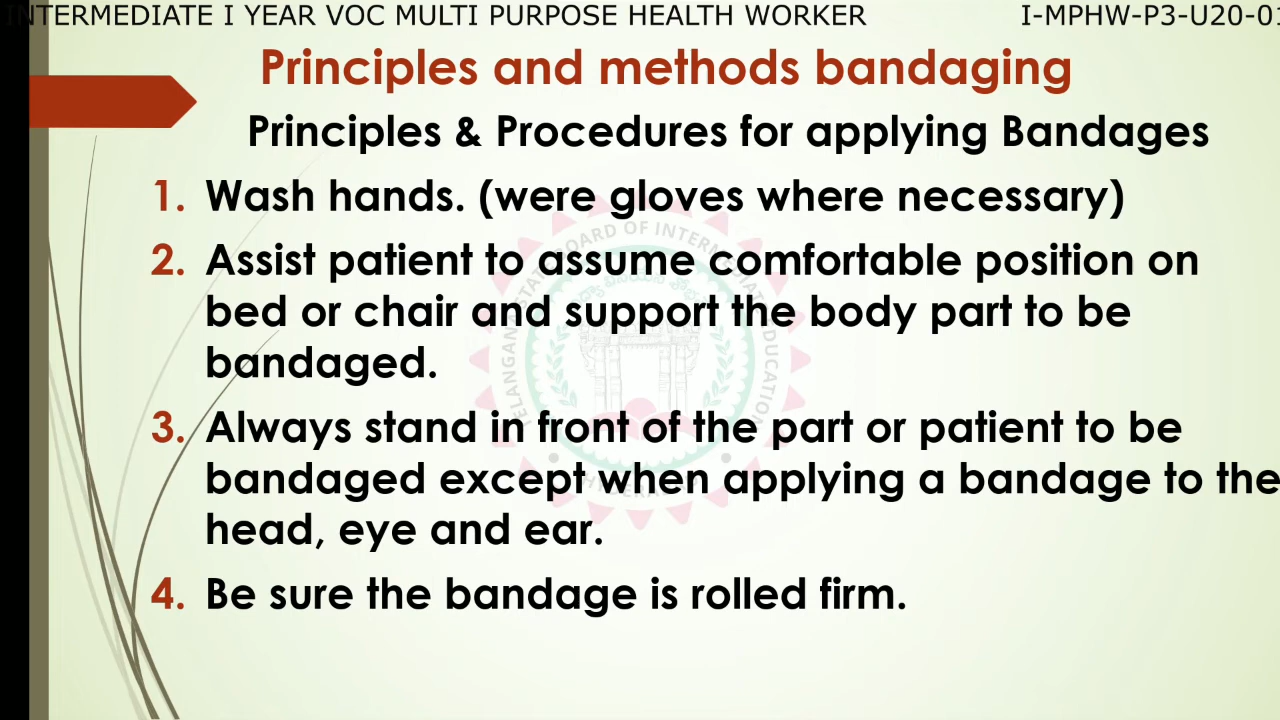 INTERMEDIATE I YEAR VOC MULTI PURPOSE HEALTH WORKER I-MPHW-P3-U20-01
Principles and methods bandaging
Principles & Procedures for applying Bandages
1. Wash hands. (were gloves where necessary)
2. Assist patient to assume comfortable position on
bed or chair and support the body part to be
bandaged.
3. Always stand in front of the part or patient to be
bandaged except when applying a bandage to the
head, eye and ear.
4. Be sure the bandage is rolled firm.